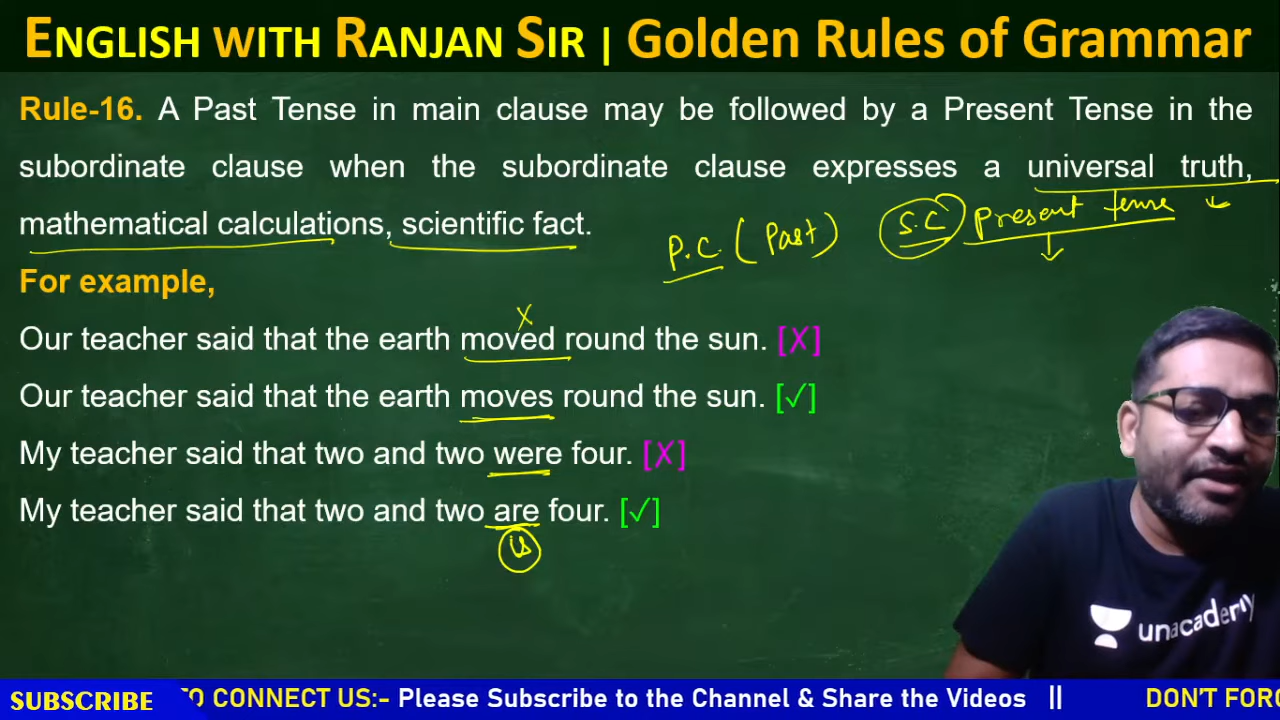 ENGLISH WITH RANJAN SIR | Golden Rules of Grammar
Rule-16. A Past Tense in main clause may be followed by a Present Tense in the
subordinate clause when the subordinate clause expresses a universal truth,
mathematical calculations, scientific fact.
P.C. (Past) S.C Present tense
For example,
X
Our teacher said that the earth moved round the sun. [X]
Our teacher said that the earth moves round the sun. [✓]
My teacher said that two and two were four. [X]
My teacher said that two and two are four. [✓]
is
unacademy
SUBSCRIBE TO CONNECT US:- Please Subscribe to the Channel & Share the Videos || DON'T FORG